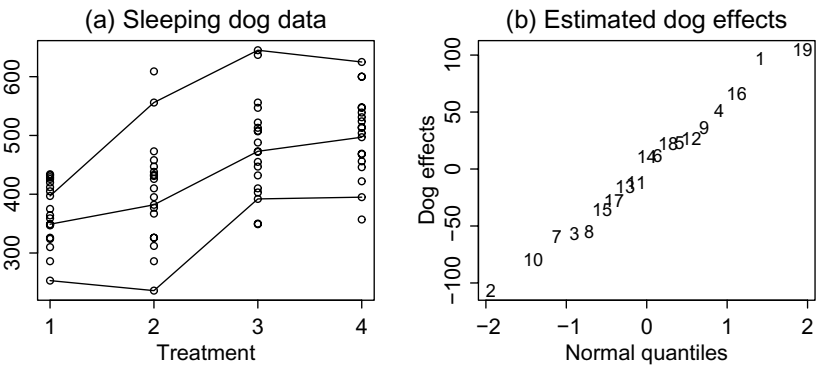 (a) Sleeping dog data
600
500
400
300
1 2 3 4
Treatment
(b) Estimated dog effects
Dog effects
100
50
0
−50
−100
19
1
16
4
9
12
18 5
14 6
11
13
17
15
7 3 8
10
2
−2 −1 0 1 2
Normal quantiles